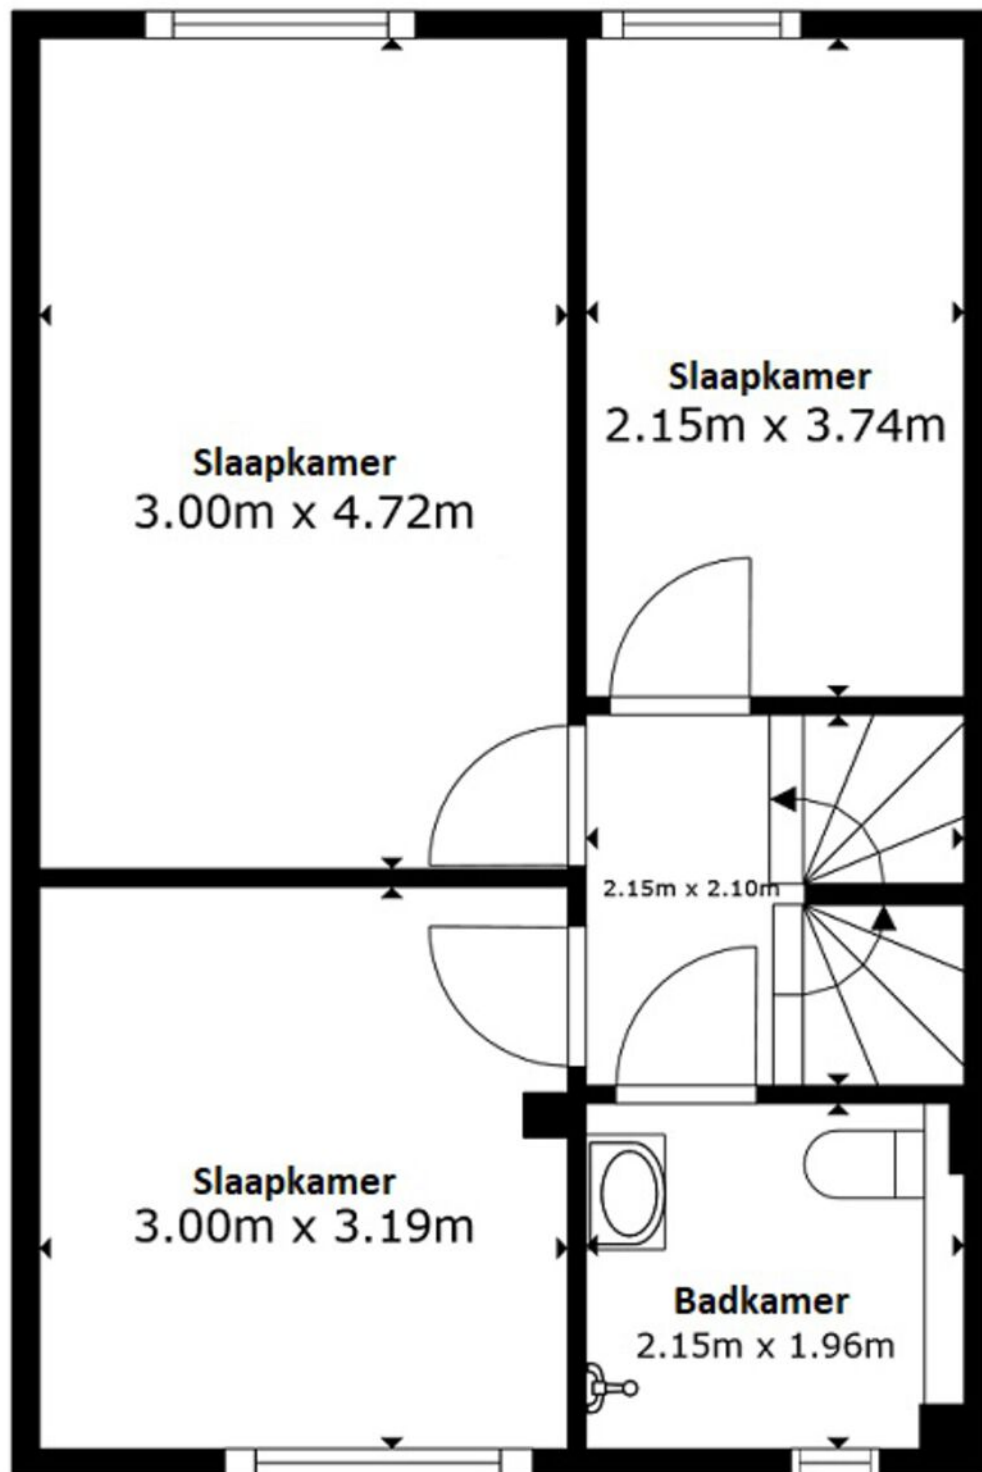 Slaapkamer
2.15m x 3.74m
Slaapkamer
3.00m x 4.72m
2.15m x 2.10m
Slaapkamer
3.00m x 3.19m
Badkamer
2.15m x 1.96m